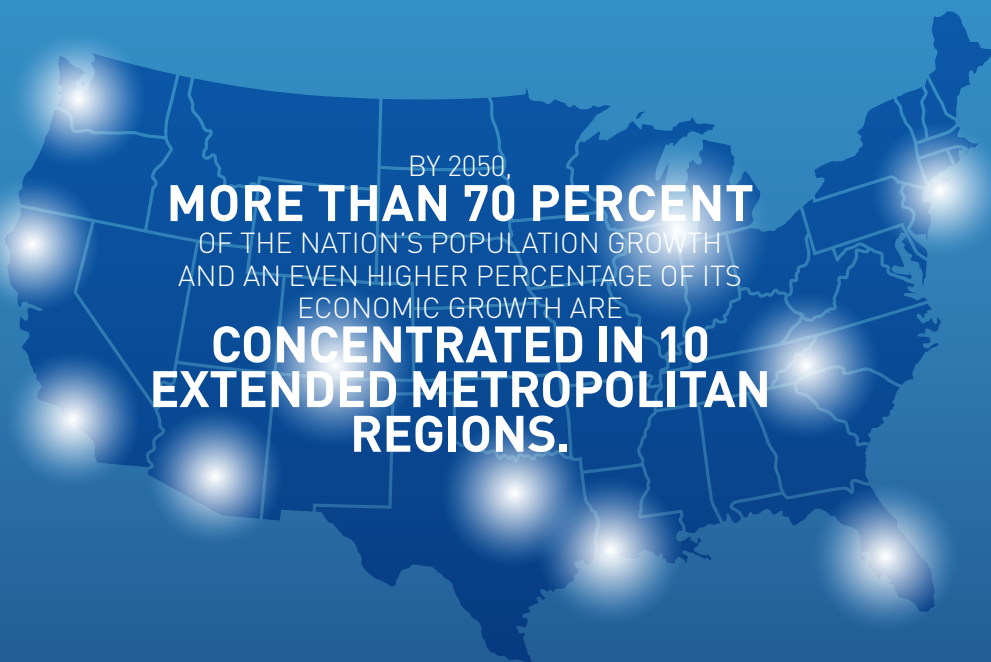 BY 2050,
MORE THAN 70 PERCENT
OF THE NATION'S POPULATION GROWTH
AND AN EVEN HIGHER PERCENTAGE OF ITS
ECONOMIC GROWTH ARE
CONCENTRATED IN 10
EXTENDED METROPOLITAN
REGIONS.